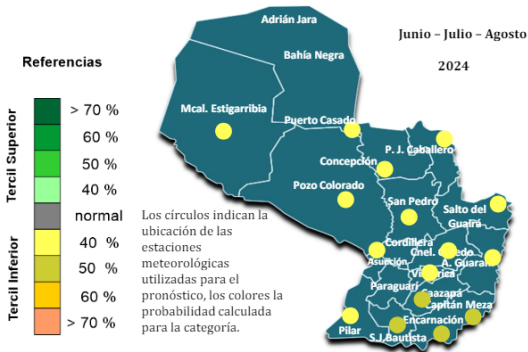 Junio – Julio – Agosto
2024
Referencias
Tercil Superior
> 70 %
60 %
50 %
40 %
normal
Tercil Inferior
40 %
50 %
60 %
> 70 %
Los círculos indican la
ubicación de las
estaciones
meteorológicas
utilizadas para el
pronóstico, los colores la
probabilidad calculada
para la categoría.
Adrián Jara
Bahía Negra
Mcal. Estigarribia
Puerto Casado
P. J. Caballero
Concepción
Pozo Colorado
San Pedro
Salto del
Guairá
Cordillera
Asunción
Cnel.
A. Guaraní
Villarrica
Paraguarí
Caazapá
Capitán Meza
Encarnación
Pilar
S.J.Bautista